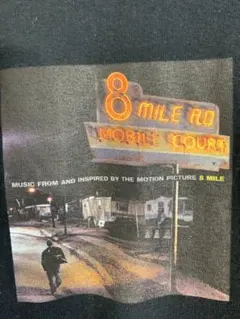 8 MILE RD
MOBILE COURT
MUSIC FROM AND INSPIRED BY THE MOTION PICTURE 8 MILE